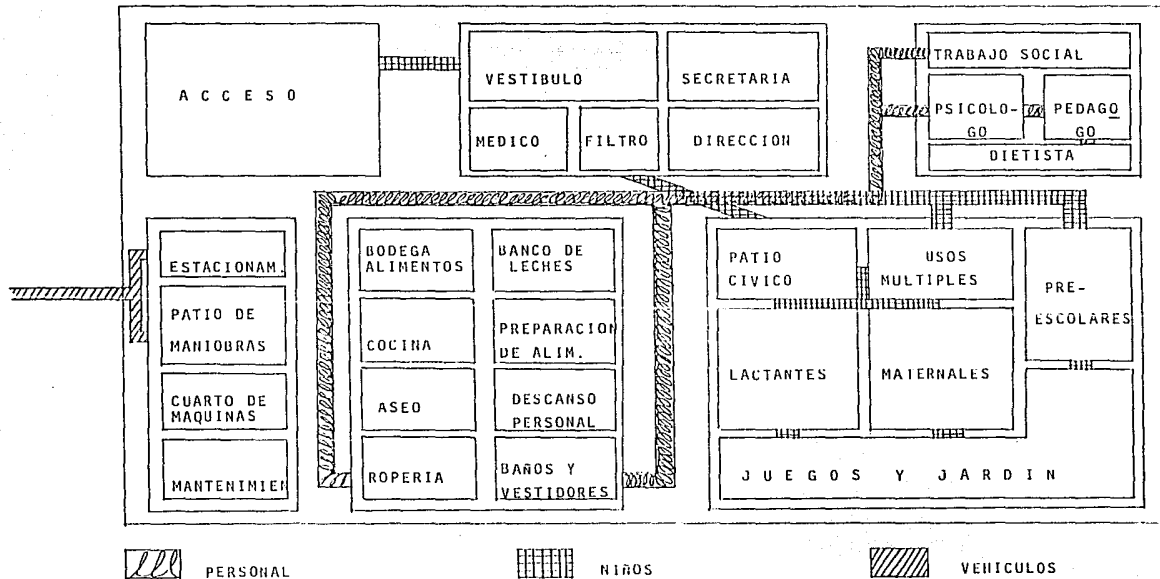 ACCESO
VESTIBULO
SECRETARIA
MEDICO
FILTRO
DIRECCION
TRABAJO SOCIAL
PSICOLO-
GO
PEDAGO
GO
DIETISTA
ESTACIONAM.
PATIO DE
MANIOBRAS
CUARTO DE
MAQUINAS
MANTENIMIEN
BODEGA
ALIMENTOS
BANCO DE
LECHES
COCINA
PREPARACION
DE ALIM.
ASEO
DESCANSO
PERSONAL
ROPERIA
BAÑOS Y
VESTIDORES
PATIO
CIVICO
USOS
MULTIPLES
PRE-
ESCOLARES
LACTANTES
MATERNALES
JUEGOS Y JARDIN
PERSONAL
NIÑOS
VEHICULOS